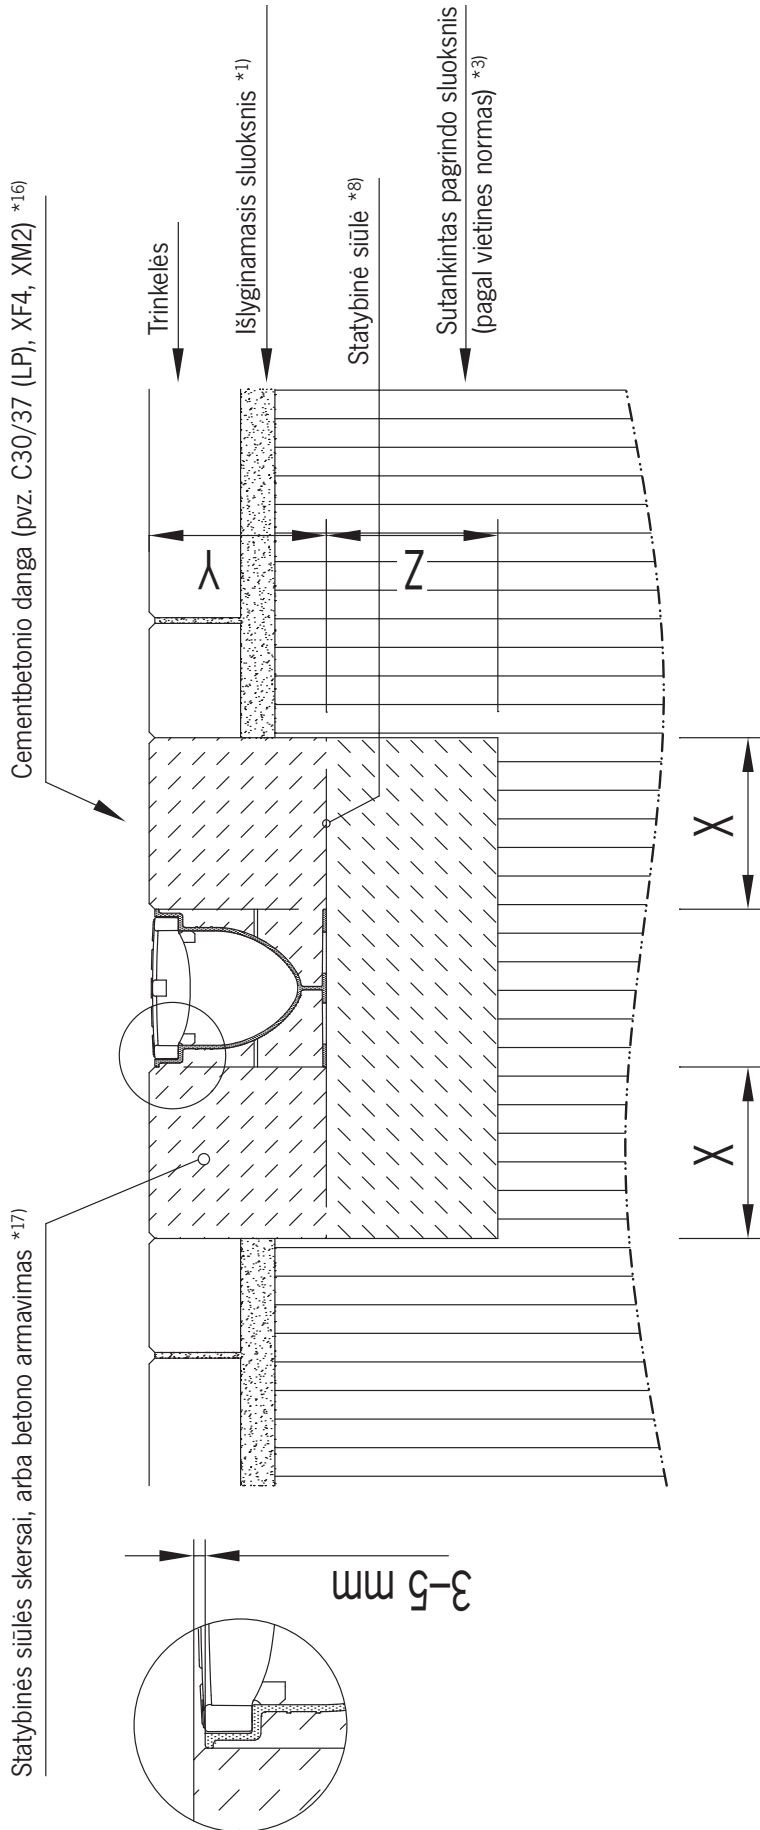 Statybinės siūlės skersai, arba betono armavimas *17)
Cementbetonio danga (pvz. C30/37 (LP), XF4, XM2) *16)
Trinkelės
Išlyginamasis sluoksnis *1)
Statybinė siūlė *8)
Sutankintas pagrindo sluoksnis
(pagal vietines normas) *3)
Y
Z
X
X
3–5 mm